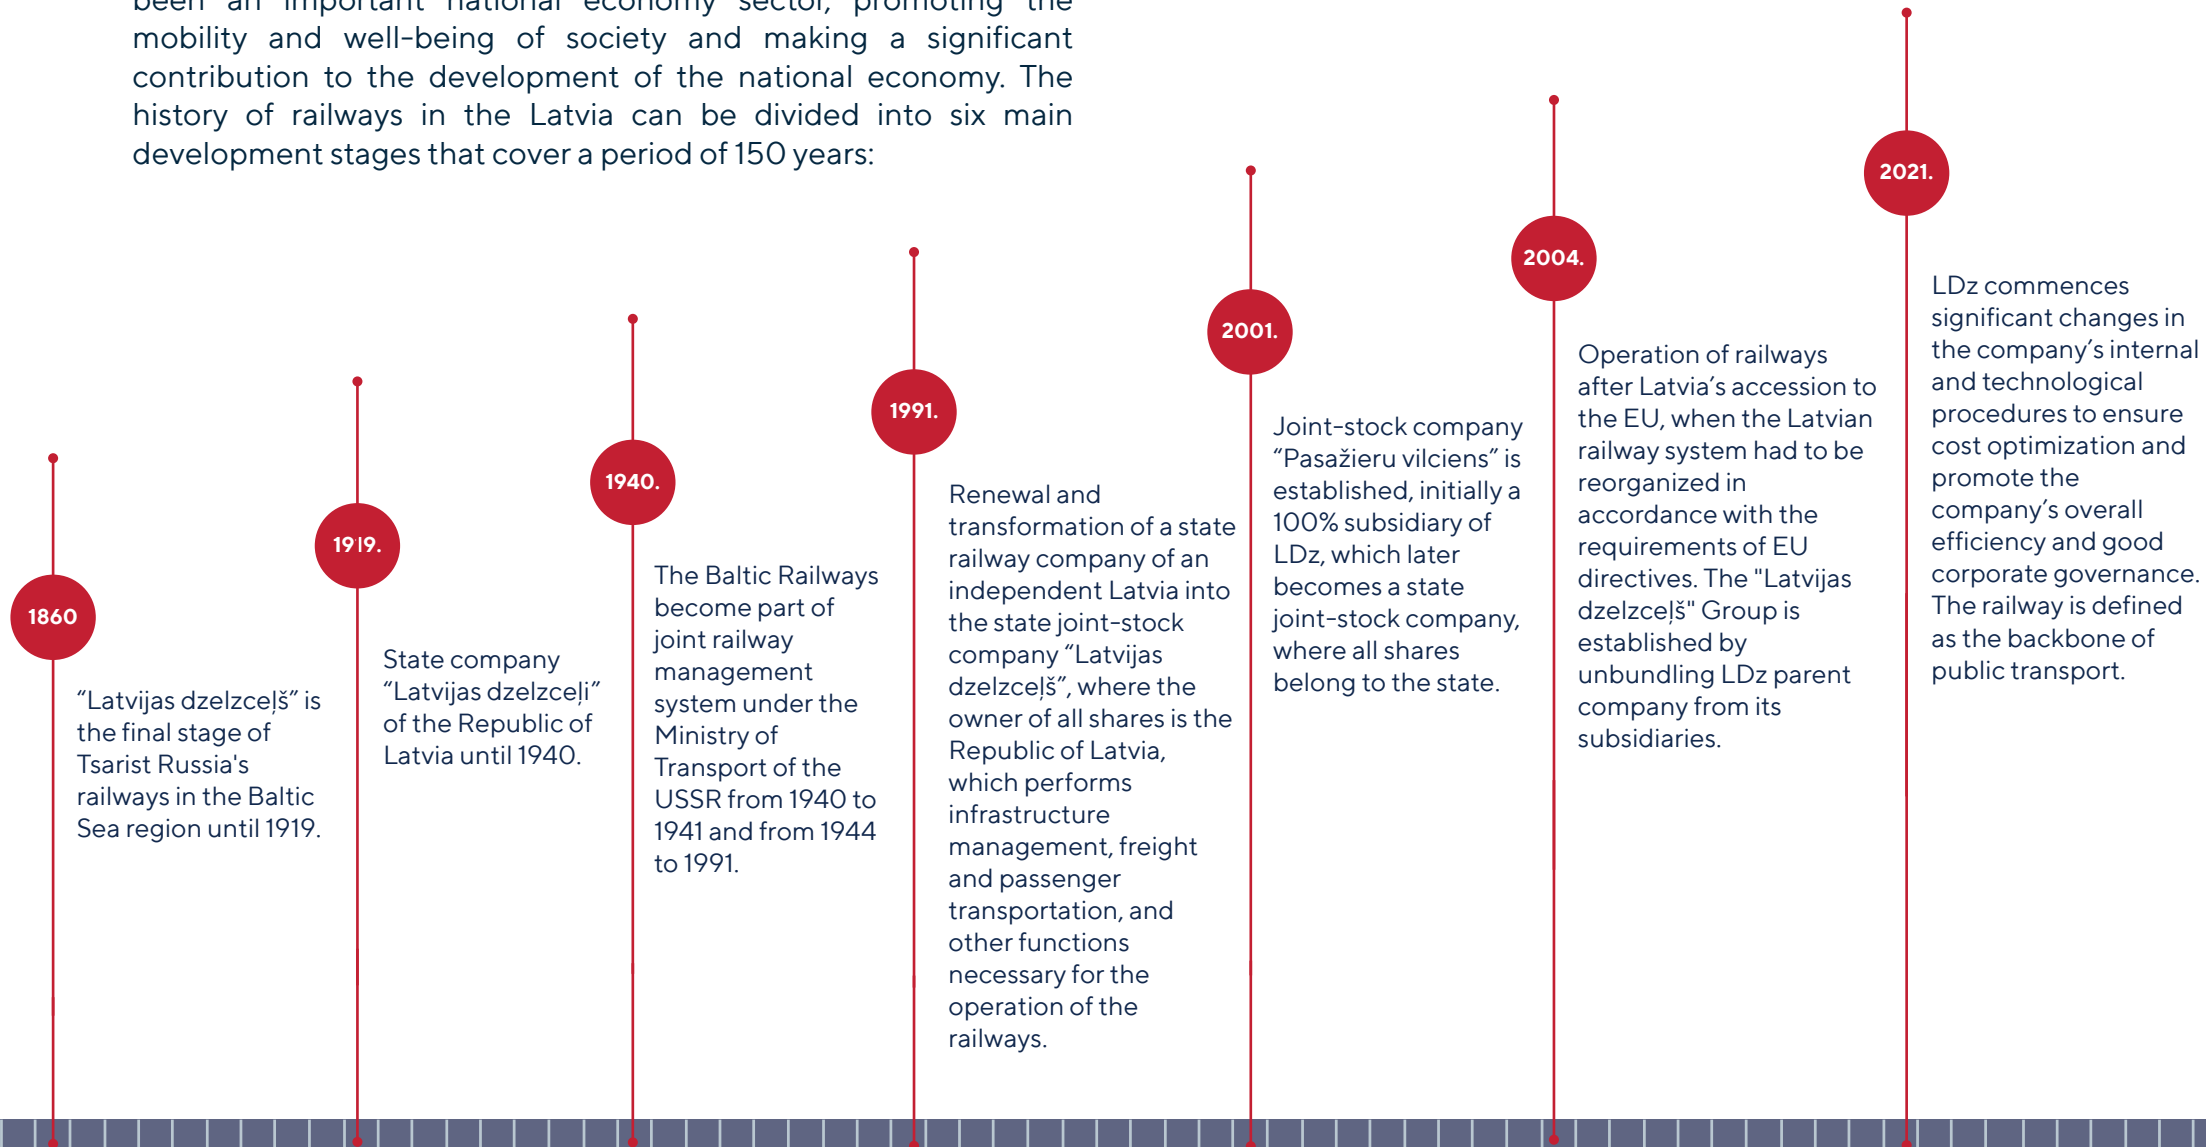 been an important national economy sector, promoting the
mobility and well-being of society and making a significant
contribution to the development of the national economy. The
history of railways in the Latvia can be divided into six main
development stages that cover a period of 150 years:
1860
“Latvijas dzelzceļš” is
the final stage of
Tsarist Russia's
railways in the Baltic
Sea region until 1919.
1919.
State company
“Latvijas dzelzceļi”
of the Republic of
Latvia until 1940.
1940.
The Baltic Railways
become part of
joint railway
management
system under the
Ministry of
Transport of the
USSR from 1940 to
1941 and from 1944
to 1991.
1991.
Renewal and
transformation of a state
railway company of an
independent Latvia into
the state joint-stock
company “Latvijas
dzelzceļš”, where the
owner of all shares is the
Republic of Latvia,
which performs
infrastructure
management, freight
and passenger
transportation, and
other functions
necessary for the
operation of the
railways.
2001.
Joint-stock company
“Pasažieru vilciens” is
established, initially a
100% subsidiary of
LDz, which later
becomes a state
joint-stock company,
where all shares
belong to the state.
2004.
Operation of railways
after Latvia’s accession to
the EU, when the Latvian
railway system had to be
reorganized in
accordance with the
requirements of EU
directives. The "Latvijas
dzelzceļš" Group is
established by
unbundling LDz parent
company from its
subsidiaries.
2021.
LDz commences
significant changes in
the company’s internal
and technological
procedures to ensure
cost optimization and
promote the
company’s overall
efficiency and good
corporate governance.
The railway is defined
as the backbone of
public transport.